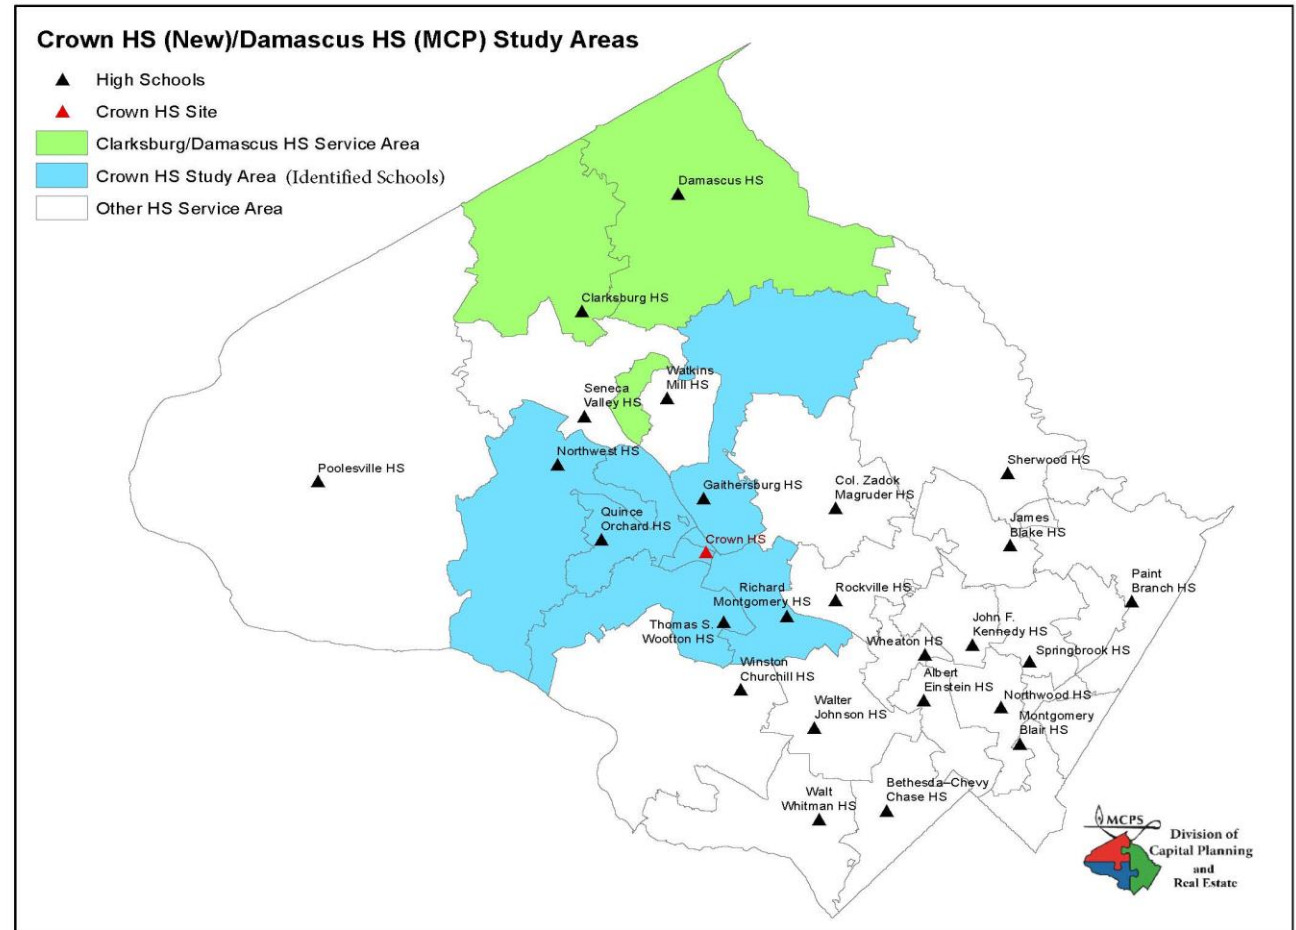 Crown HS (New)/Damascus HS (MCP) Study Areas
High Schools
Crown HS Site
Clarksburg/Damascus HS Service Area
Crown HS Study Area (Identified Schools)
Other HS Service Area
Damascus HS
Clarksburg HS
Watkins
Mill HS
Seneca
Valley HS
Northwest HS
Poolesville HS
Gaithersburg HS
Quince
Orchard HS
Crown HS
Col. Zadok
Magruder HS
Sherwood HS
James
Blake HS
Paint
Branch HS
Richard
Montgomery HS
Rockville HS
Thomas S.
Wootton HS
John F.
Kennedy HS
Wheaton HS
Springbrook HS
Winston
Churchill HS
Albert
Einstein HS
Walter
Johnson HS
Northwood HS
Montgomery
Blair HS
Walt
Whitman HS
Bethesda–Chevy
Chase HS
MCPS
Division of
Capital Planning
and
Real Estate